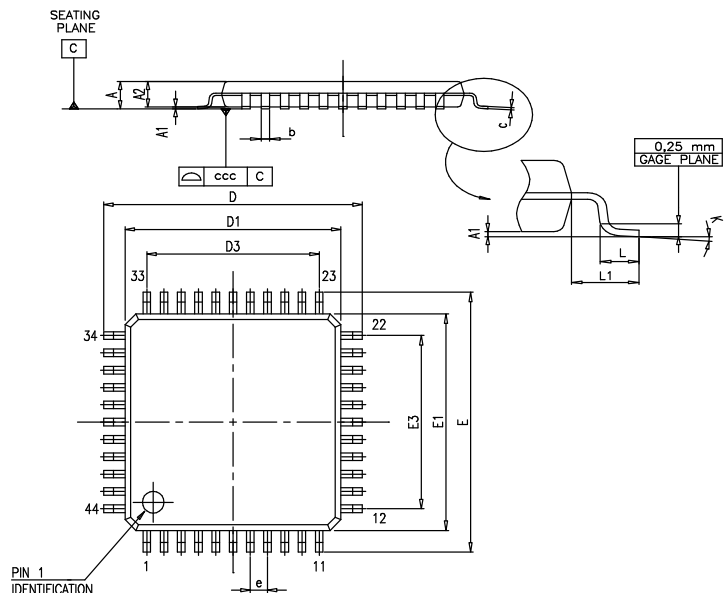 SEATING
PLANE
C
A
A2
A1
b
c
ccc C
0,25 mm
GAGE PLANE
A1
K
L
L1
D
D1
D3
33 23
34 22
E3
E1
E
44 12
PIN 1
IDENTIFICATION
1 11
e